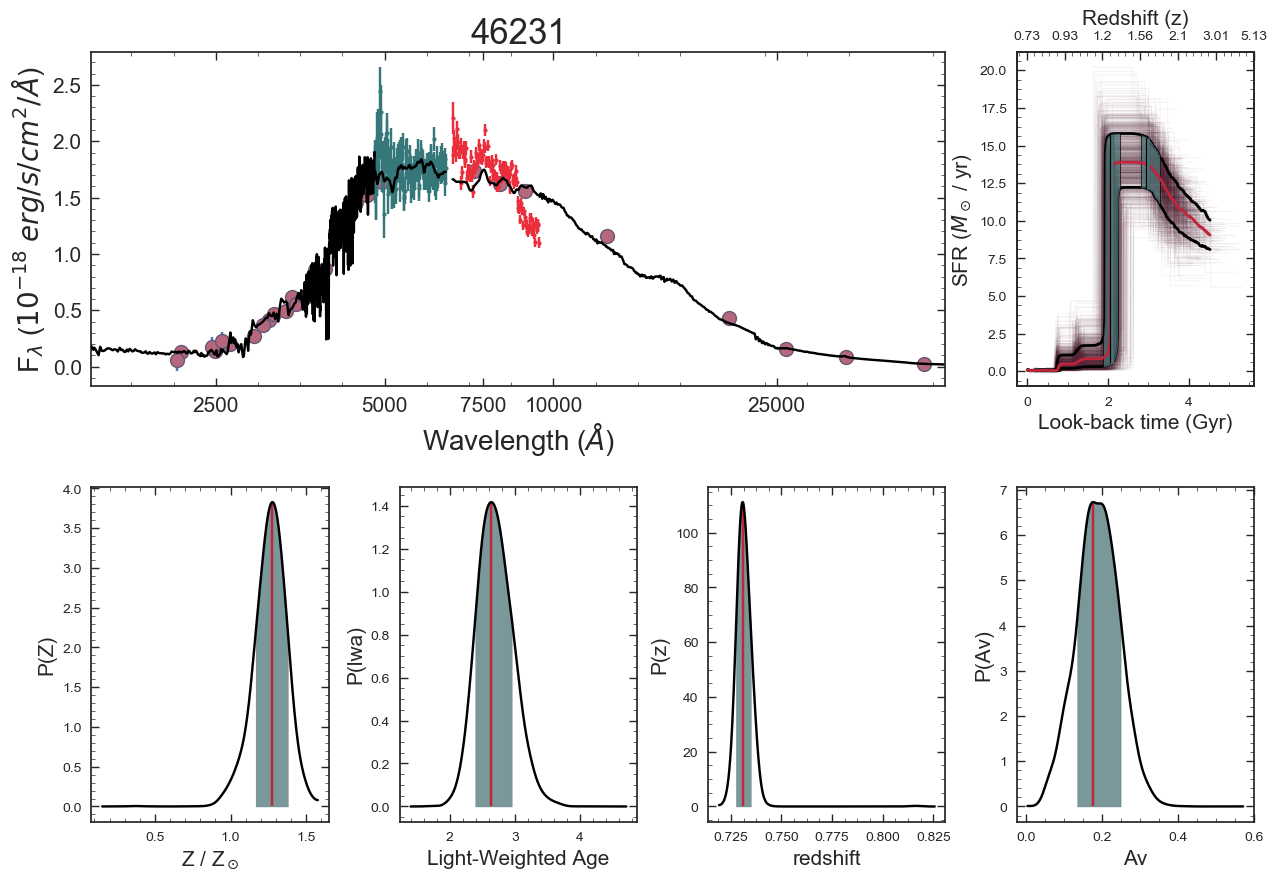 46231
F_λ (10^-18 erg/s/cm^2/Å)
2.5
2.0
1.5
1.0
0.5
0.0
2500 5000 7500 10000 25000
Wavelength (Å)
Redshift (z)
0.73 0.93 1.2 1.56 2.1 3.01 5.13
SFR (M_⊙ / yr)
20.0
17.5
15.0
12.5
10.0
7.5
5.0
2.5
0.0
0 2 4
Look-back time (Gyr)
P(Z)
4.0
3.5
3.0
2.5
2.0
1.5
1.0
0.5
0.0
0.5 1.0 1.5
Z / Z_⊙
P(lwa)
1.4
1.2
1.0
0.8
0.6
0.4
0.2
0.0
2 3 4
Light-Weighted Age
P(z)
100
80
60
40
20
0
0.725 0.750 0.775 0.800 0.825
redshift
P(Av)
7
6
5
4
3
2
1
0
0.0 0.2 0.4 0.6
Av